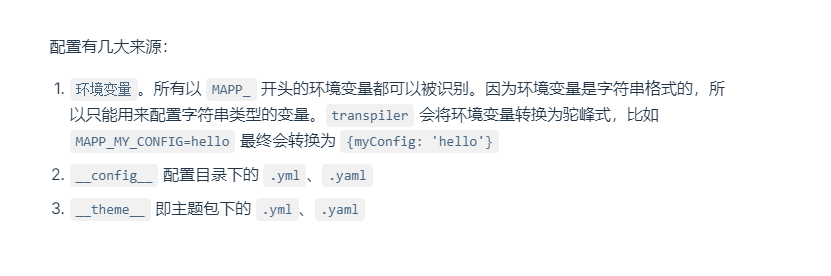 配置有几大来源：
1. 环境变量。所有以 MAPP_ 开头的环境变量都可以被识别。因为环境变量是字符串格式的，所
以只能用来配置字符串类型的变量。transpiler 会将环境变量转换为驼峰式，比如
MAPP_MY_CONFIG=hello 最终会转换为 {myConfig: 'hello'}
2. __config__ 配置目录下的 .yml、.yaml
3. __theme__ 即主题包下的 .yml、.yaml